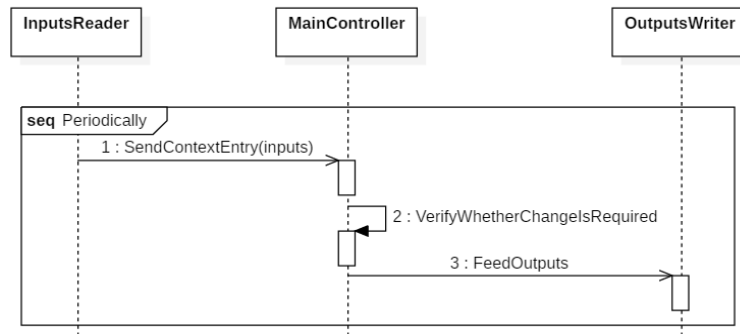 InputsReader
MainController
OutputsWriter
seq Periodically
1 : SendContextEntry(inputs)
2 : VerifyWhetherChangeIsRequired
3 : FeedOutputs